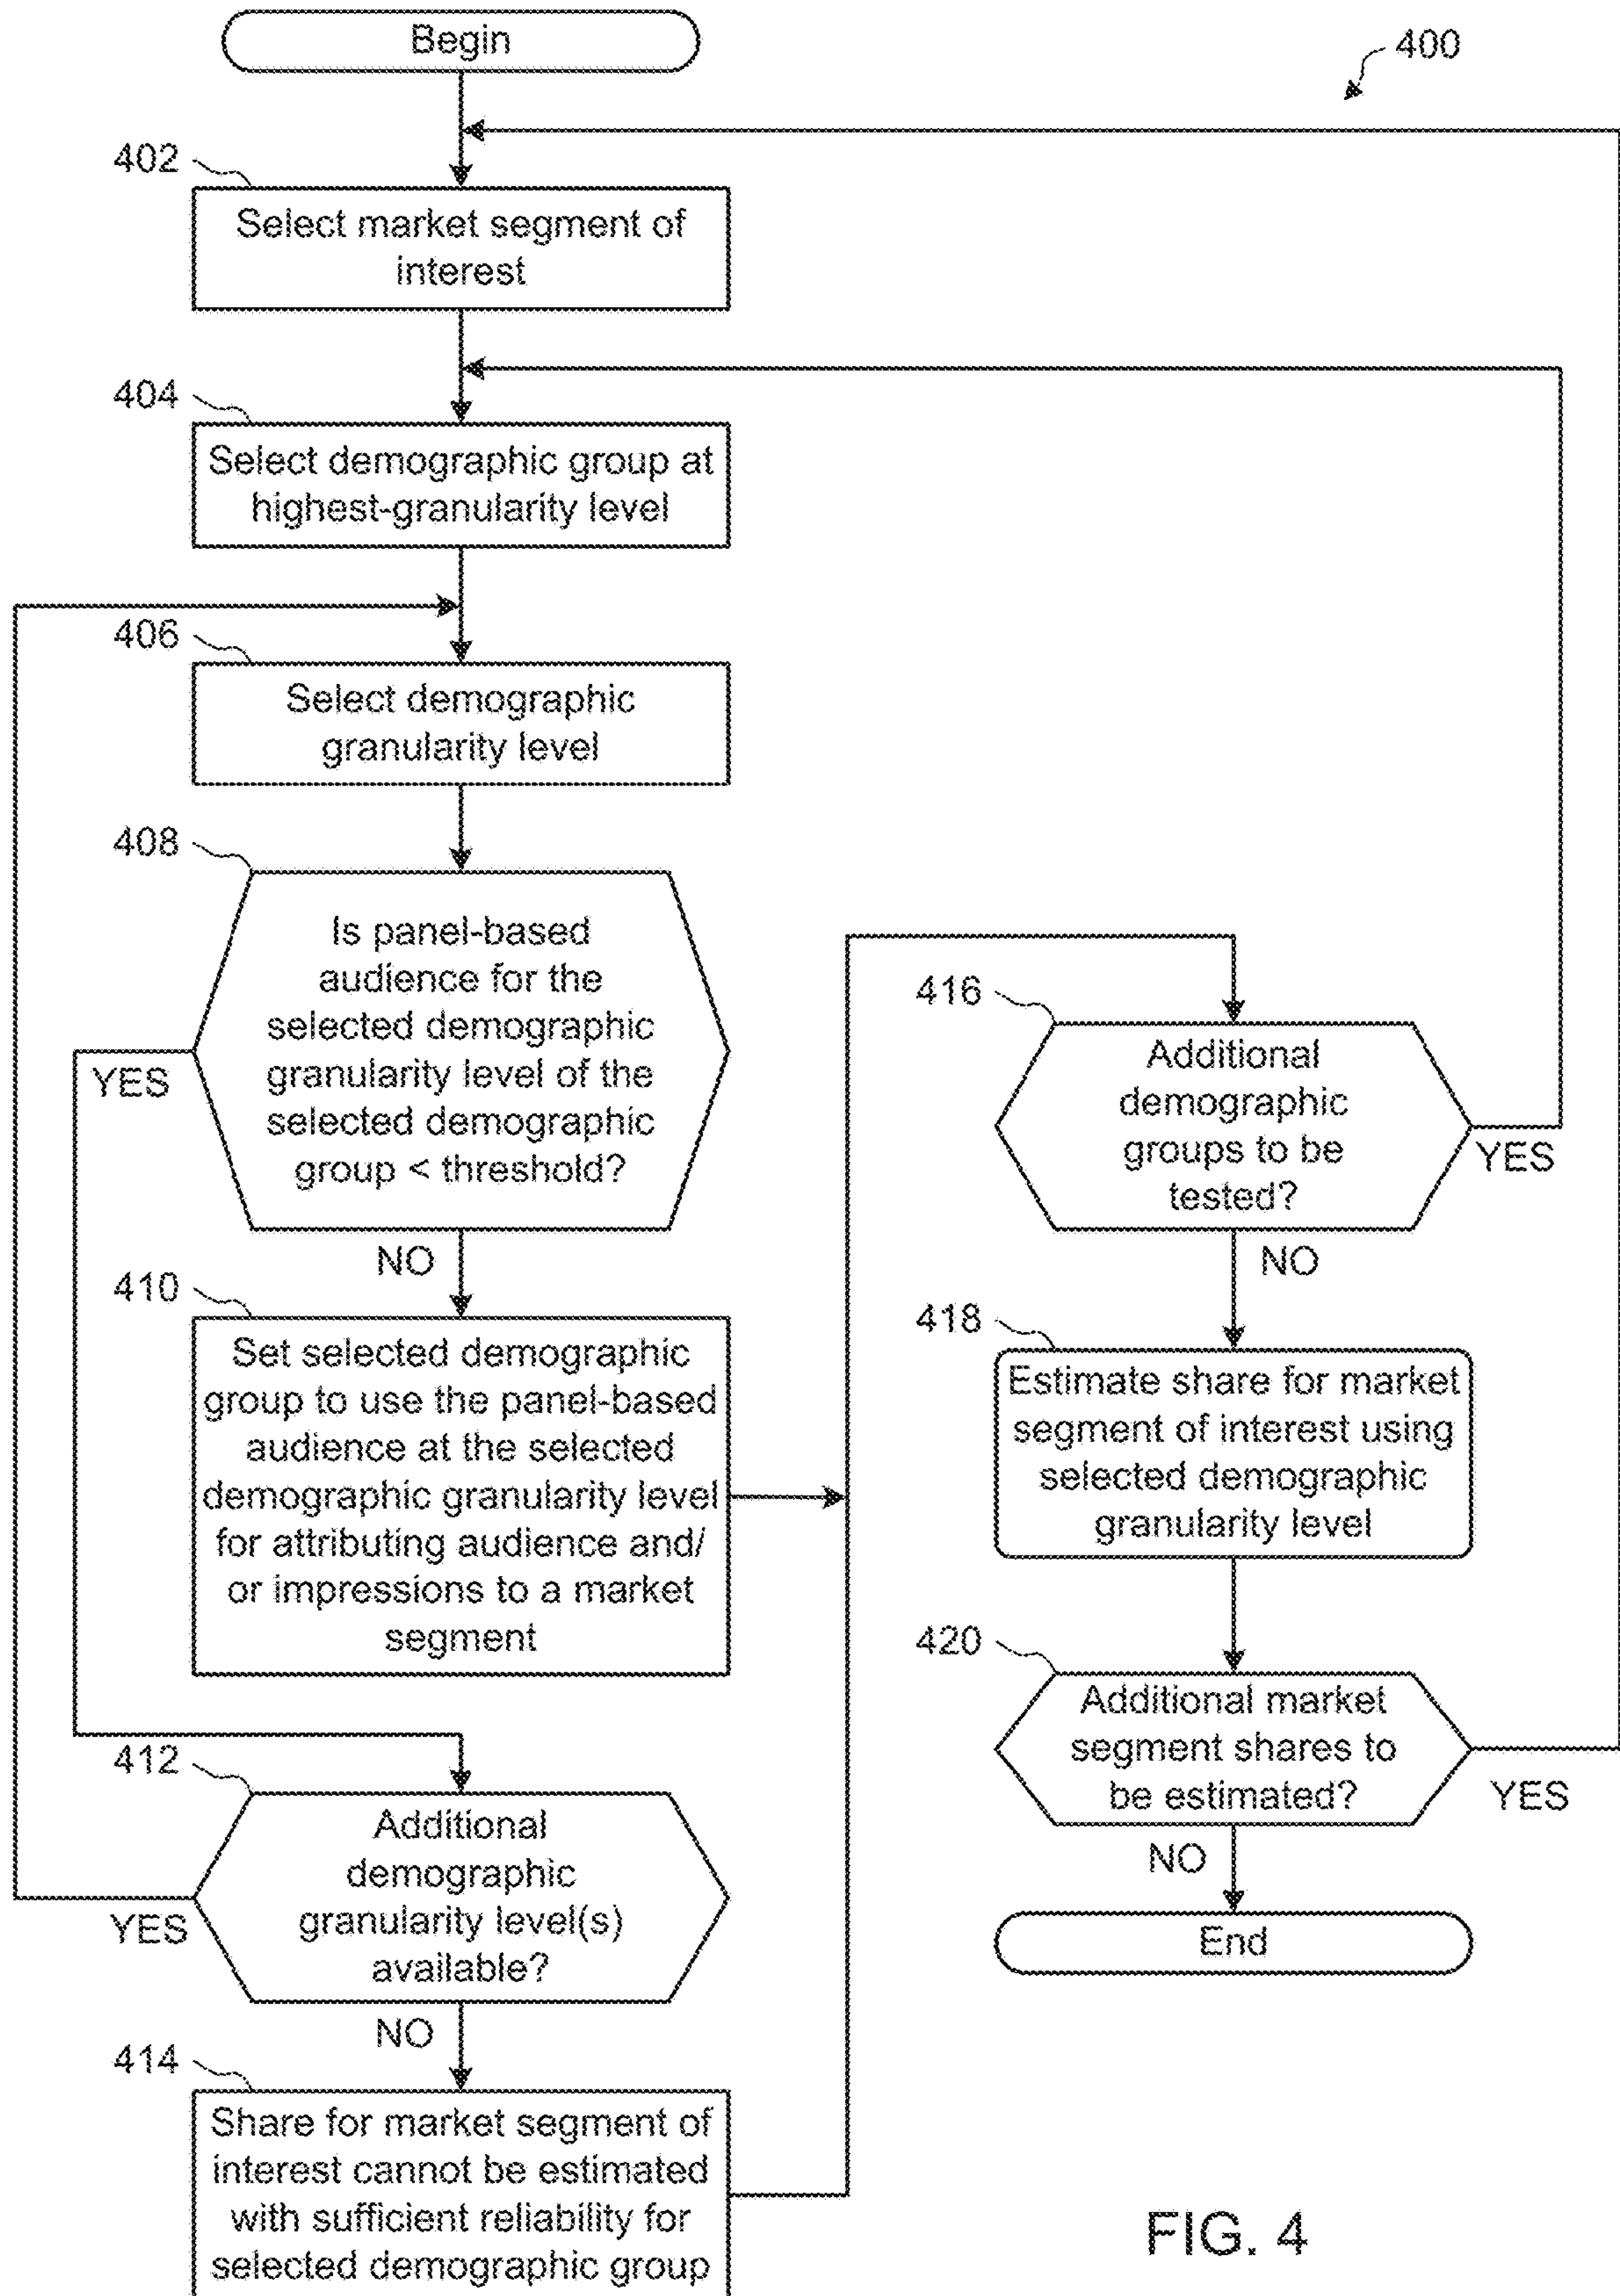 Begin
400
402
Select market segment of
interest
404
Select demographic group at
highest-granularity level
406
Select demographic
granularity level
408
Is panel-based
audience for the
selected demographic
granularity level of the
selected demographic
group < threshold?
YES
NO
410
Set selected demographic
group to use the panel-based
audience at the selected
demographic granularity level
for attributing audience and/
or impressions to a market
segment
412
Additional
demographic
granularity level(s)
available?
YES
NO
414
Share for market segment of
interest cannot be estimated
with sufficient reliability for
selected demographic group
416
Additional
demographic
groups to be
tested?
YES
NO
418
Estimate share for market
segment of interest using
selected demographic
granularity level
420
Additional market
segment shares to
be estimated?
YES
NO
End
FIG. 4